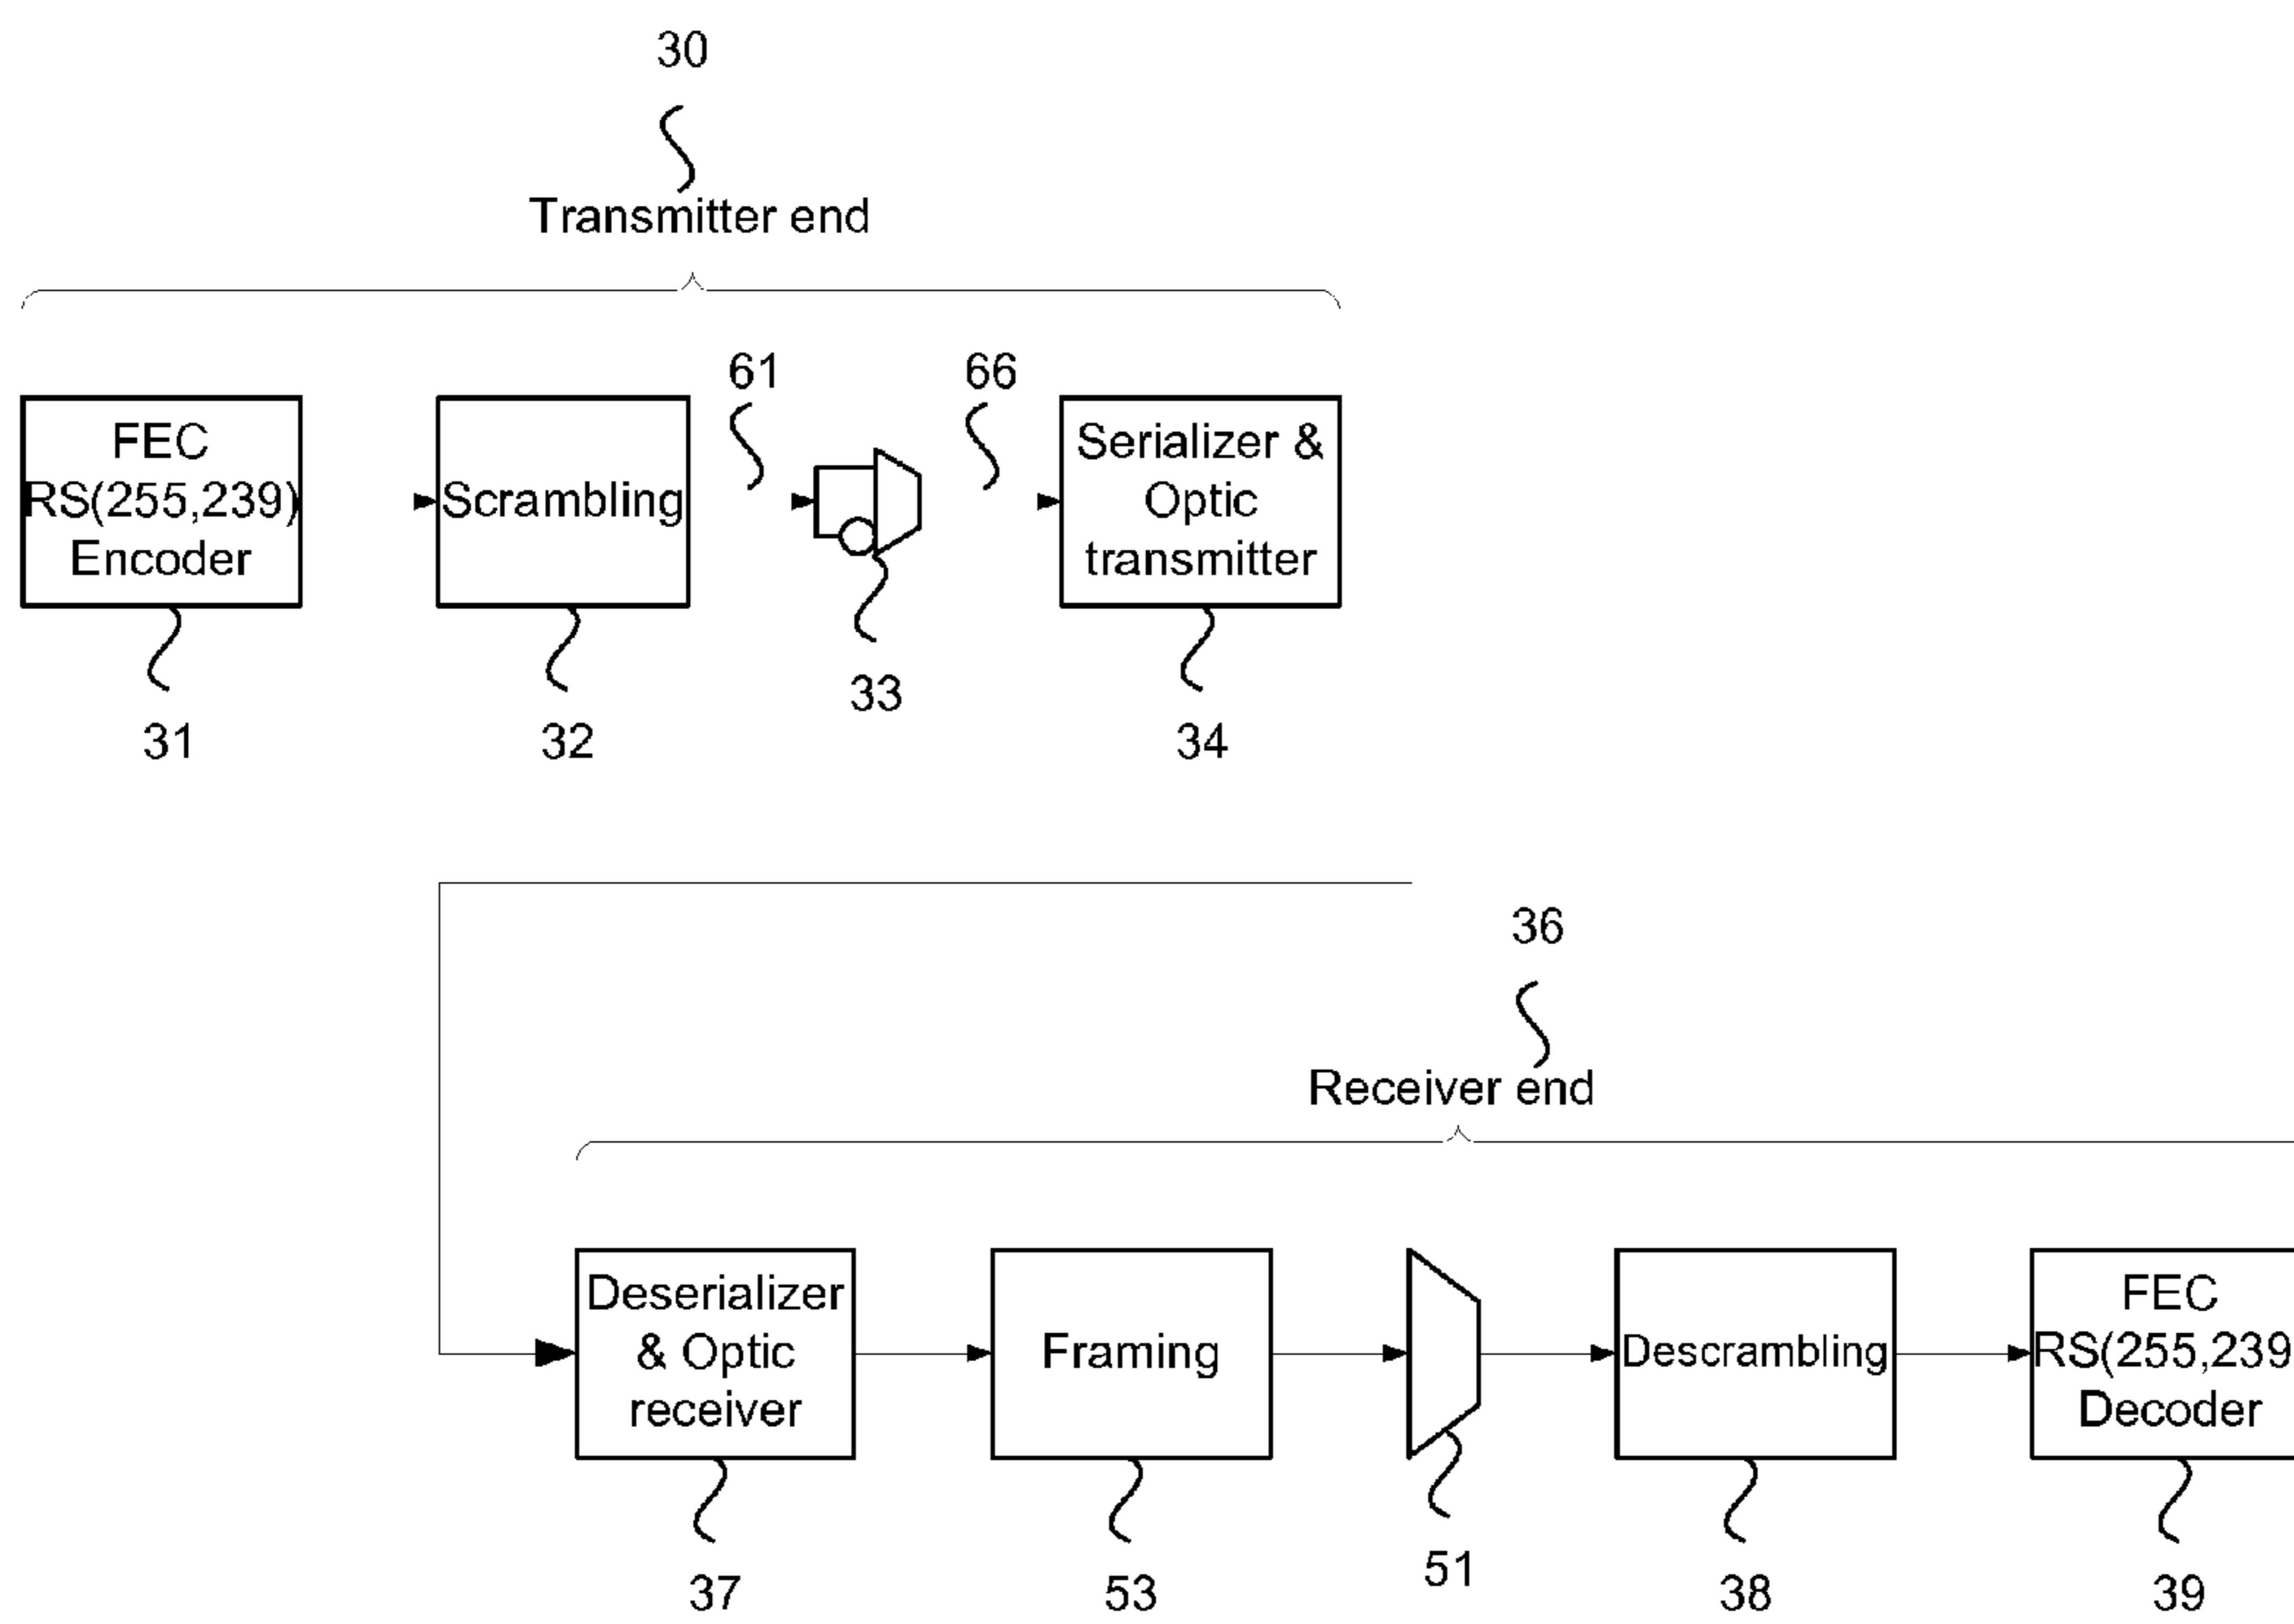 30
Transmitter end
61
66
FEC
RS(255,239)
Encoder
Scrambling
Serializer &
Optic
transmitter
33
31
32
34
36
Receiver end
Deserializer
& Optic
receiver
Framing
Descrambling
FEC
RS(255,239
Decoder
51
37
53
38
39